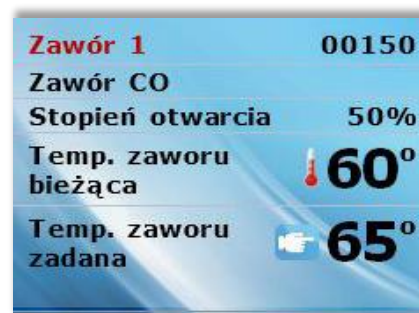 Zawór 1 00150
Zawór CO
Stopień otwarcia 50%
Temp. zaworu
bieżąca 60°
Temp. zaworu
zadana 65°